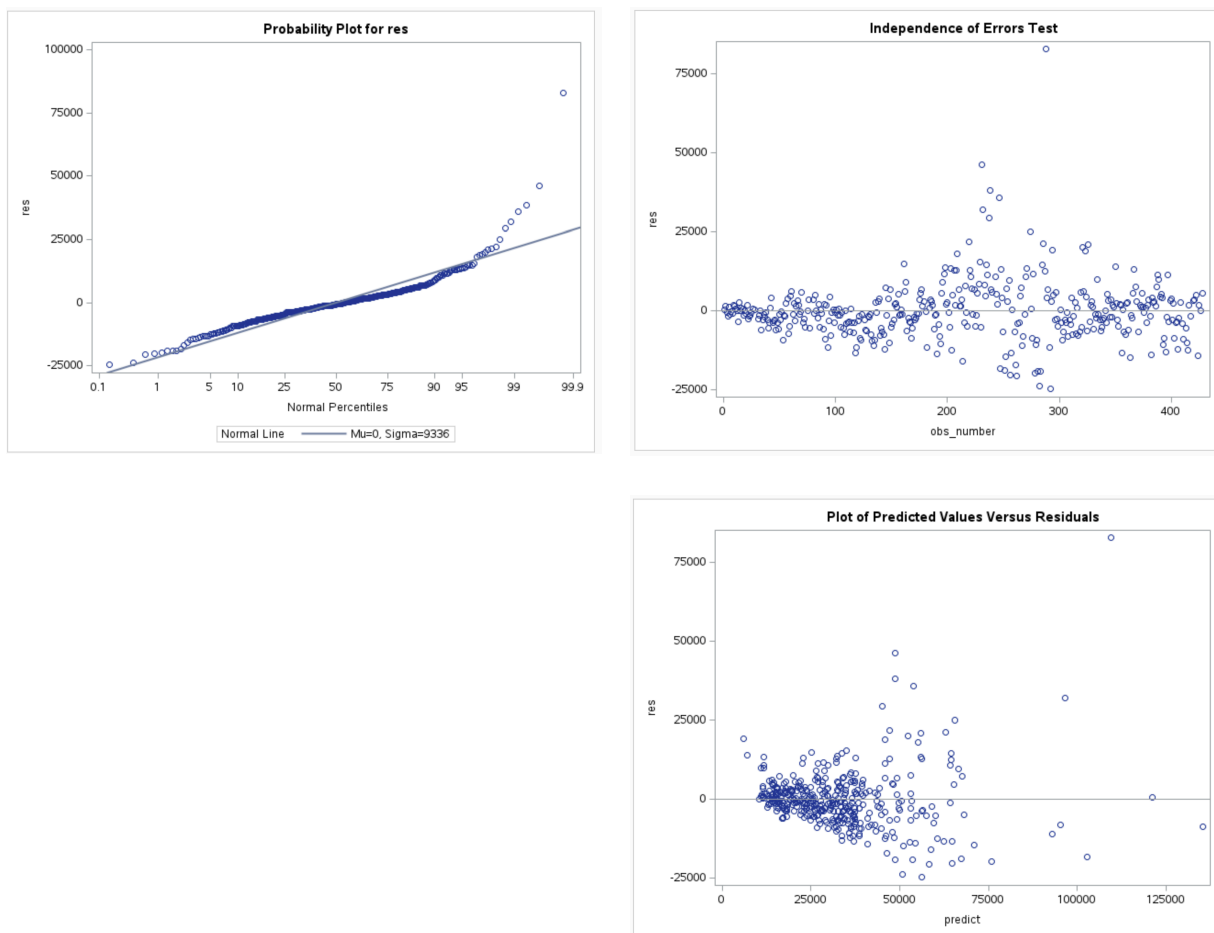 Probability Plot for res
100000
75000
50000
25000
0
-25000
res
0.1 1 5 10 25 50 75 90 95 99 99.9
Normal Percentiles
Normal Line Mu=0, Sigma=9336
Independence of Errors Test
75000
50000
25000
0
-25000
res
0 100 200 300 400
obs_number
Plot of Predicted Values Versus Residuals
75000
50000
25000
0
-25000
res
0 25000 50000 75000 100000 125000
predict